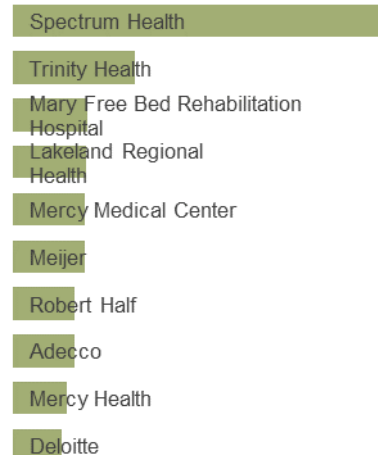 Spectrum Health
Trinity Health
Mary Free Bed Rehabilitation
Hospital
Lakeland Regional
Health
Mercy Medical Center
Meijer
Robert Half
Adecco
Mercy Health
Deloitte